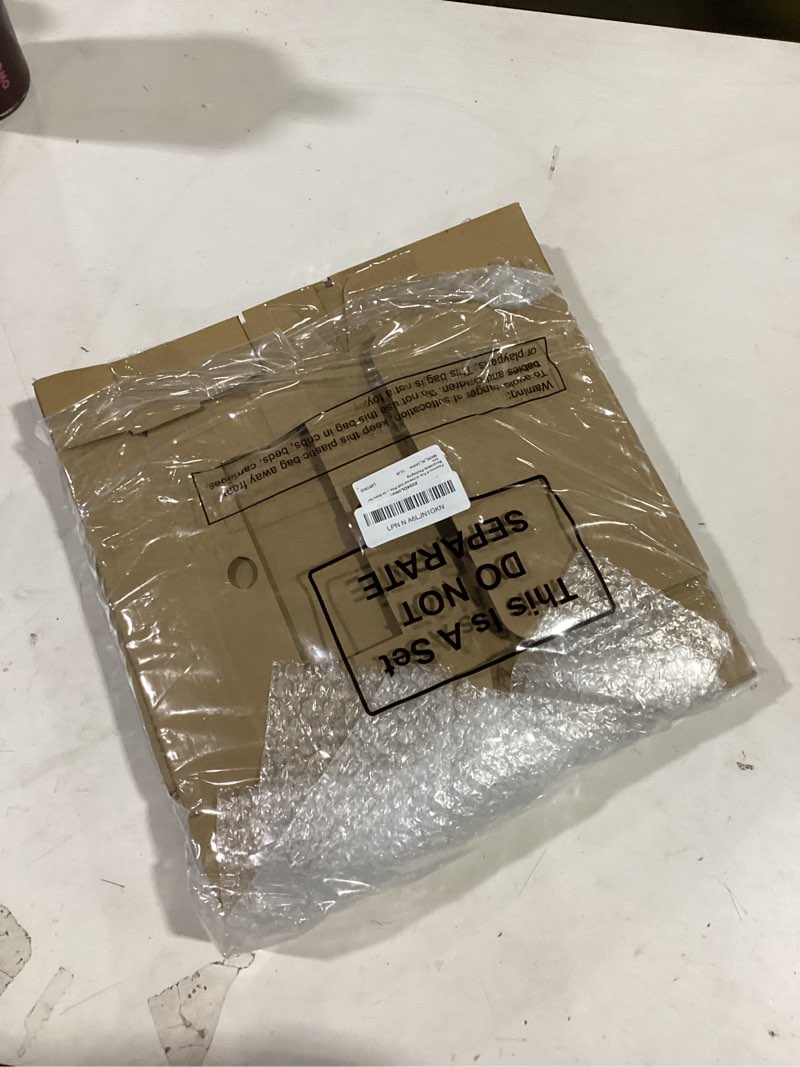 Warning:
To avoid danger of suffocation, keep this plastic bag away from
babies and children. Do not use this bag in cribs, beds, carriages,
or playpens. This bag is not a toy.
LPN N A6LJN1GKN
This Is A Set
DO NOT
SEPARATE